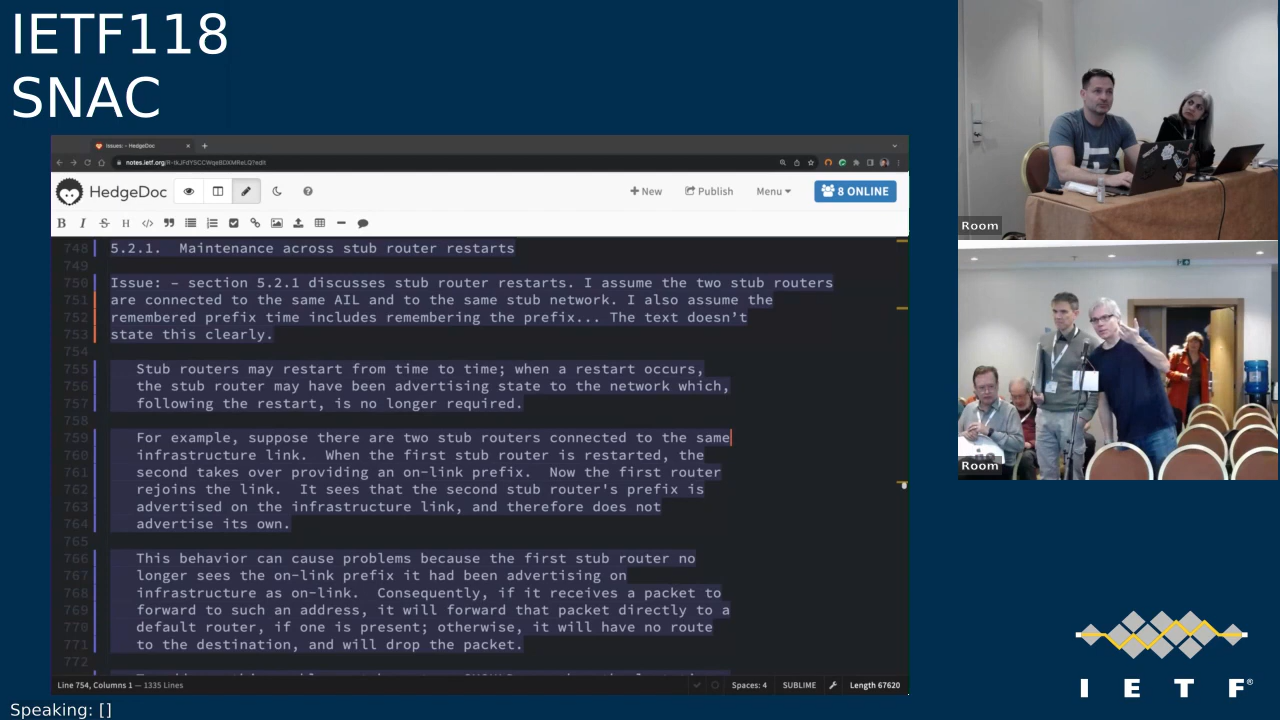 IETF118
SNAC
Issues: - HedgeDoc
HedgeDoc
New
Publish
Menu
8 ONLINE
B I S H
748 5.2.1. Maintenance across stub router restarts
749
750 Issue: – section 5.2.1 discusses stub router restarts. I assume the two stub routers
751 are connected to the same AIL and to the same stub network. I also assume the
752 remembered prefix time includes remembering the prefix... The text doesn’t
753 state this clearly.
754
755 Stub routers may restart from time to time; when a restart occurs,
756 the stub router may have been advertising state to the network which,
757 following the restart, is no longer required.
758
759 For example, suppose there are two stub routers connected to the same
760 infrastructure link. When the first stub router is restarted, the
761 second takes over providing an on-link prefix. Now the first router
762 rejoins the link. It sees that the second stub router's prefix is
763 advertised on the infrastructure link, and therefore does not
764 advertise its own.
765
766 This behavior can cause problems because the first stub router no
767 longer sees the on-link prefix it had been advertising on
768 infrastructure as on-link. Consequently, if it receives a packet to
769 forward to such an address, it will forward that packet directly to a
770 default router, if one is present; otherwise, it will have no route
771 to the destination, and will drop the packet.
772
Line 754, Columns 1 — 1335 Lines
Spaces: 4
SUBLIME
Length 67620
Room
Room
I E T F®
Speaking: []